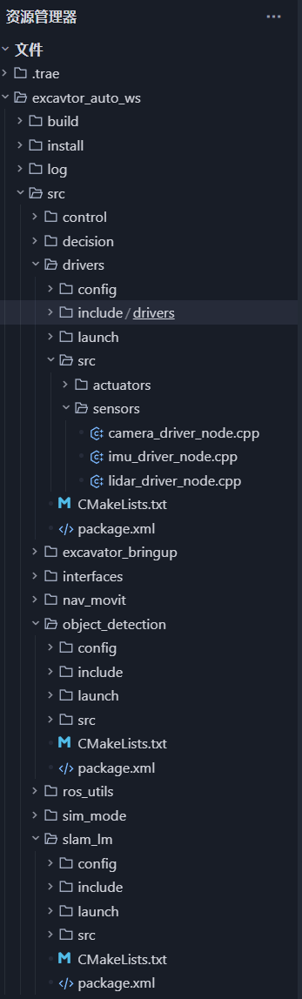 资源管理器 ···
文件
.trae
excavtor_auto_ws
build
install
log
src
control
decision
drivers
config
include/drivers
launch
src
actuators
sensors
camera_driver_node.cpp
imu_driver_node.cpp
lidar_driver_node.cpp
CMakeLists.txt
package.xml
excavator_bringup
interfaces
nav_movit
object_detection
config
include
launch
src
CMakeLists.txt
package.xml
ros_utils
sim_mode
slam_lm
config
include
launch
src
CMakeLists.txt
package.xml